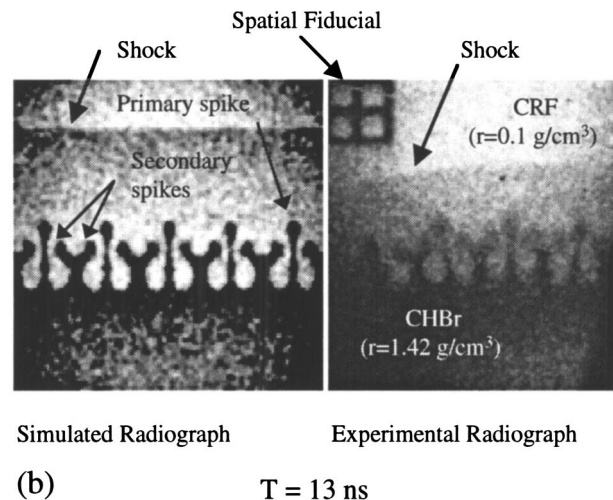 Spatial Fiducial
Shock
Shock
Primary spike
Secondary
spikes
CRF
(r=0.1 g/cm³)
CHBr
(r=1.42 g/cm³)
Simulated Radiograph
Experimental Radiograph
(b)
T = 13 ns